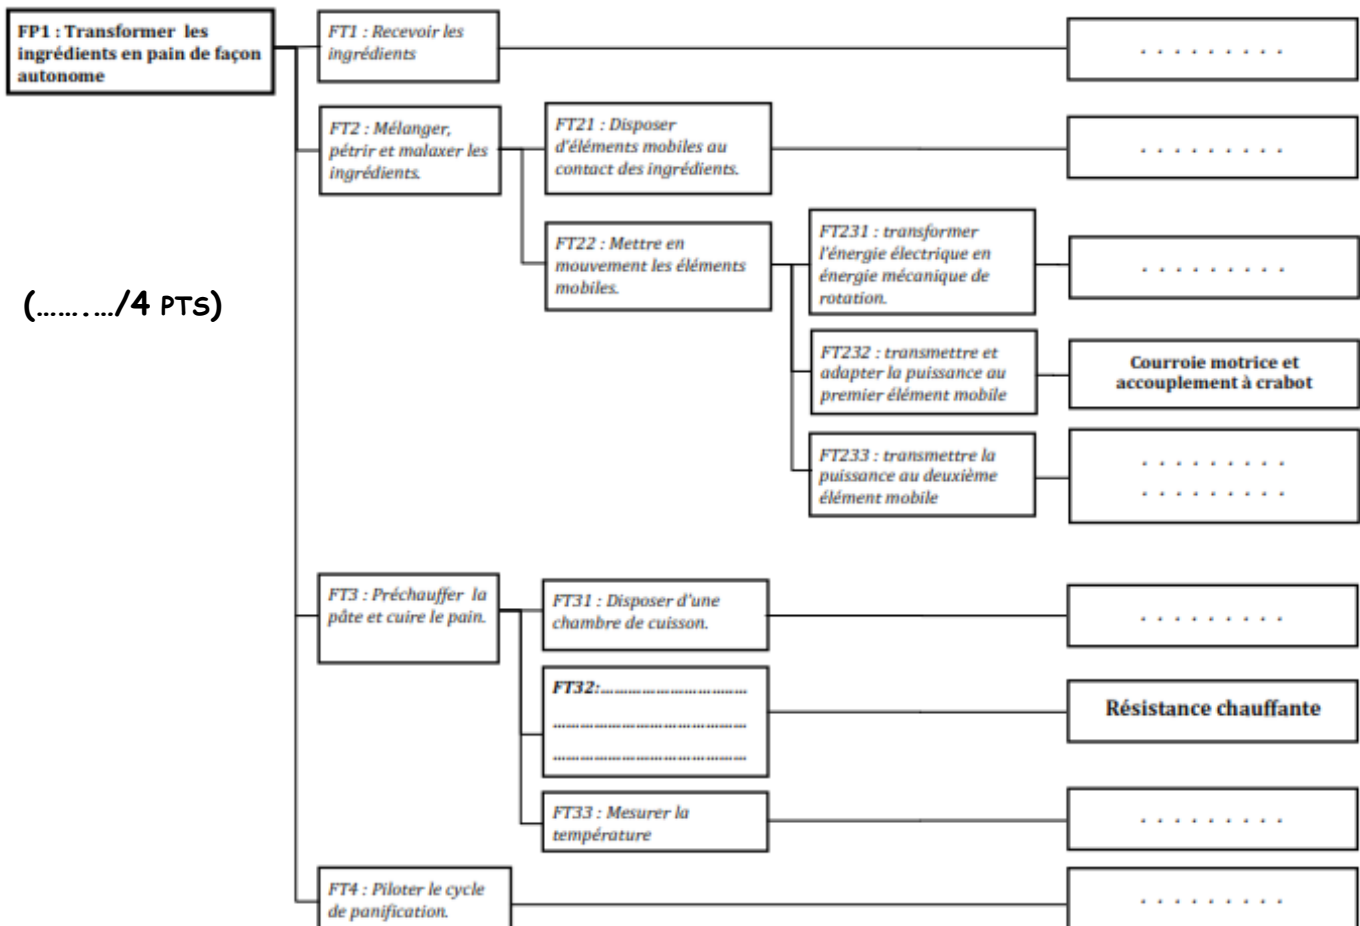 FP1 : Transformer les
ingrédients en pain de façon
autonome
FT1 : Recevoir les
ingrédients
. . . . . . . . .
FT2 : Mélanger,
pétrir et malaxer les
ingrédients.
FT21 : Disposer
d'éléments mobiles au
contact des ingrédients.
. . . . . . . . .
FT22 : Mettre en
mouvement les éléments
mobiles.
FT231 : transformer
l'énergie électrique en
énergie mécanique de
rotation.
. . . . . . . . .
(………./4 PTS)
FT232 : transmettre et
adapter la puissance au
premier élément mobile
Courroie motrice et
accouplement à crabot
FT233 : transmettre la
puissance au deuxième
élément mobile
. . . . . . . . .
. . . . . . . . .
FT3 : Préchauffer la
pâte et cuire le pain.
FT31 : Disposer d'une
chambre de cuisson.
. . . . . . . . .
FT32:…………………………
…………………………………
…………………………………
Résistance chauffante
FT33 : Mesurer la
température
. . . . . . . . .
FT4 : Piloter le cycle
de panification.
. . . . . . . . .